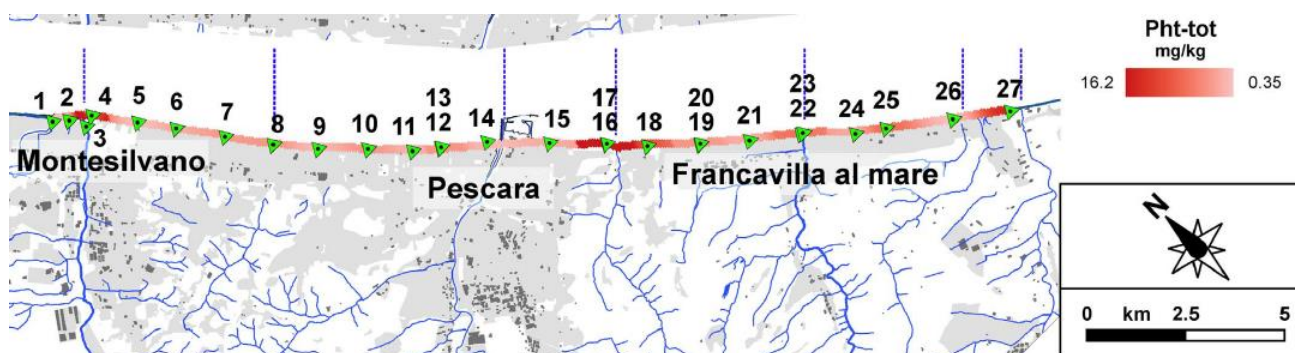 Pht-tot
mg/kg
16.2 0.35
1 2 4 5 6 7 8 9 10 11 13 14 15 17 18 20 21 23 24 25 26 27
3 12 16 19 22
Montesilvano
Pescara
Francavilla al mare
N
0 km 2.5 5